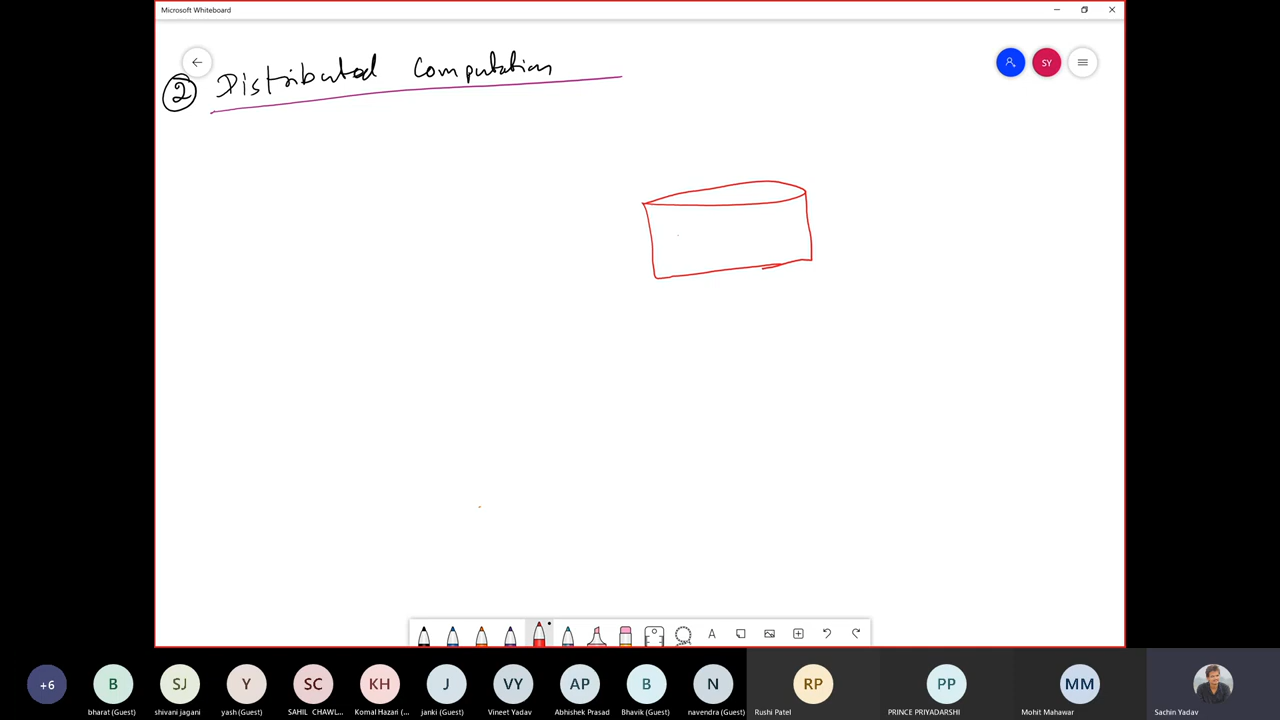 Microsoft Whiteboard
SY
② Distributed Computation
A
+6
B
SJ
Y
SC
KH
J
VY
AP
B
N
RP
PP
MM
bharat (Guest)
shivani jagani
yash (Guest)
SAHIL CHAWL...
Komal Hazari (...
janki (Guest)
Vineet Yadav
Abhishek Prasad
Bhavik (Guest)
navendra (Guest)
Rushi Patel
PRINCE PRIYADARSHI
Mohit Mahawar
Sachin Yadav